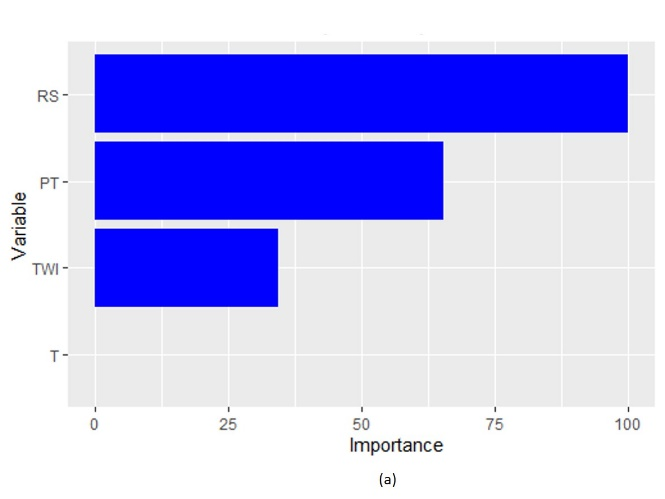 RS
PT
TWI
T
Variable
0 25 50 75 100
Importance
(a)